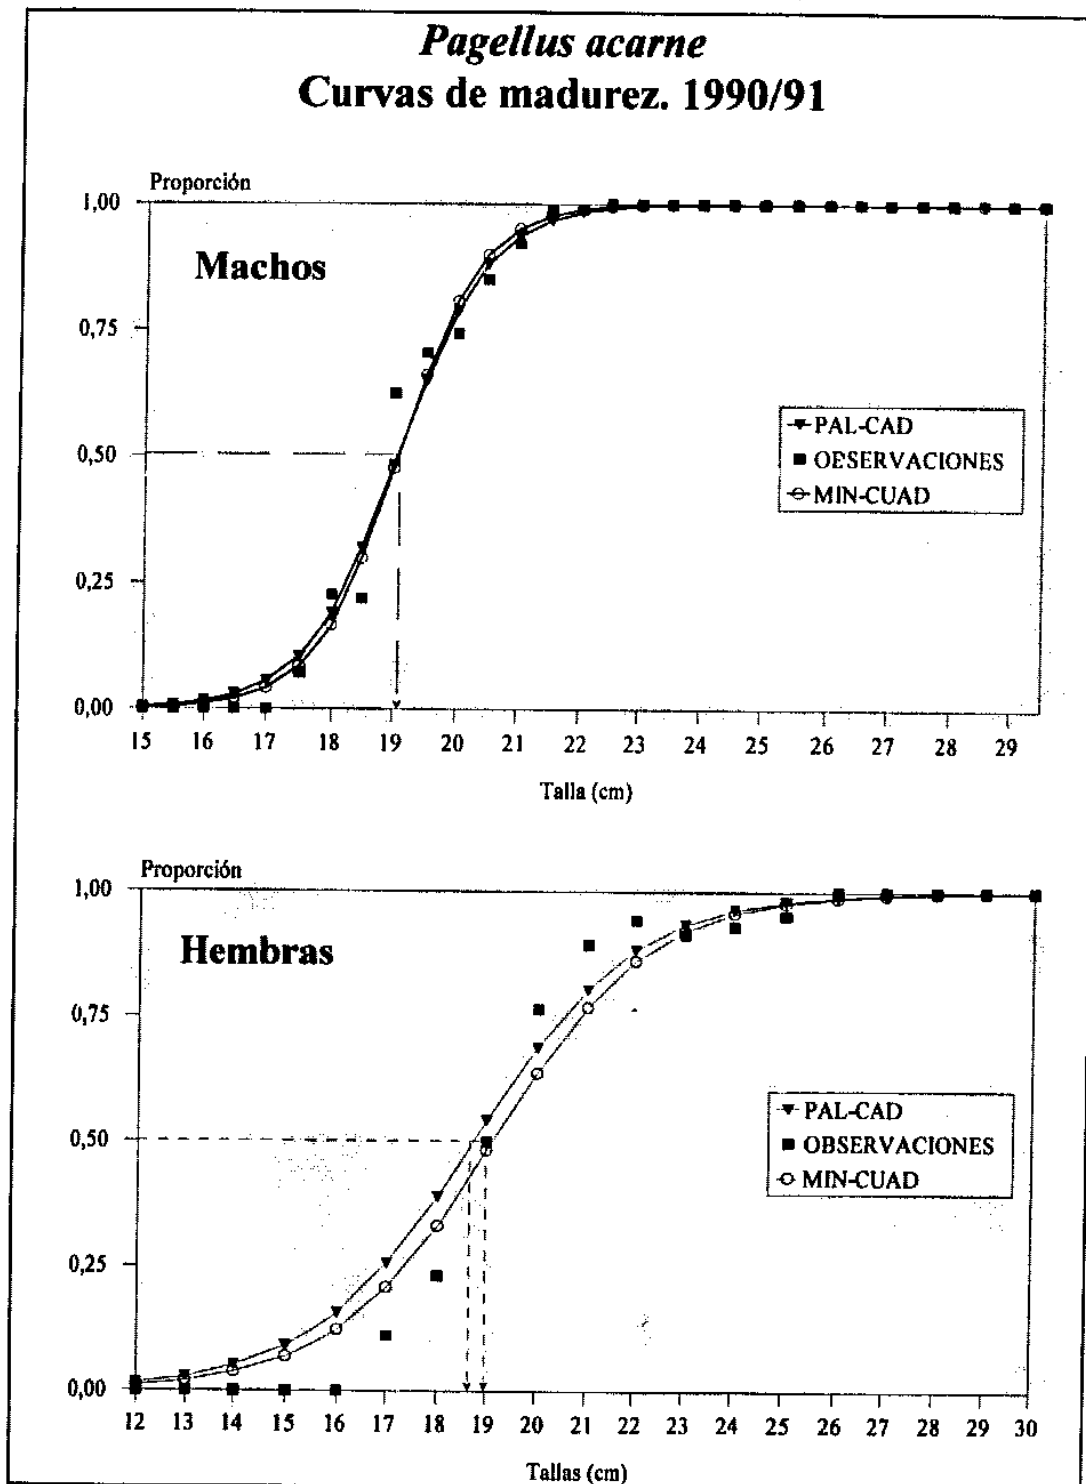 Pagellus acarne
Curvas de madurez. 1990/91
Proporción
1,00
Machos
0,75
0,50
0,25
0,00
PAL-CAD
OESERVACIONES
MIN-CUAD
15 16 17 18 19 20 21 22 23 24 25 26 27 28 29
Talla (cm)
Proporción
1,00
Hembras
0,75
0,50
0,25
0,00
PAL-CAD
OBSERVACIONES
MIN-CUAD
12 13 14 15 16 17 18 19 20 21 22 23 24 25 26 27 28 29 30
Tallas (cm)